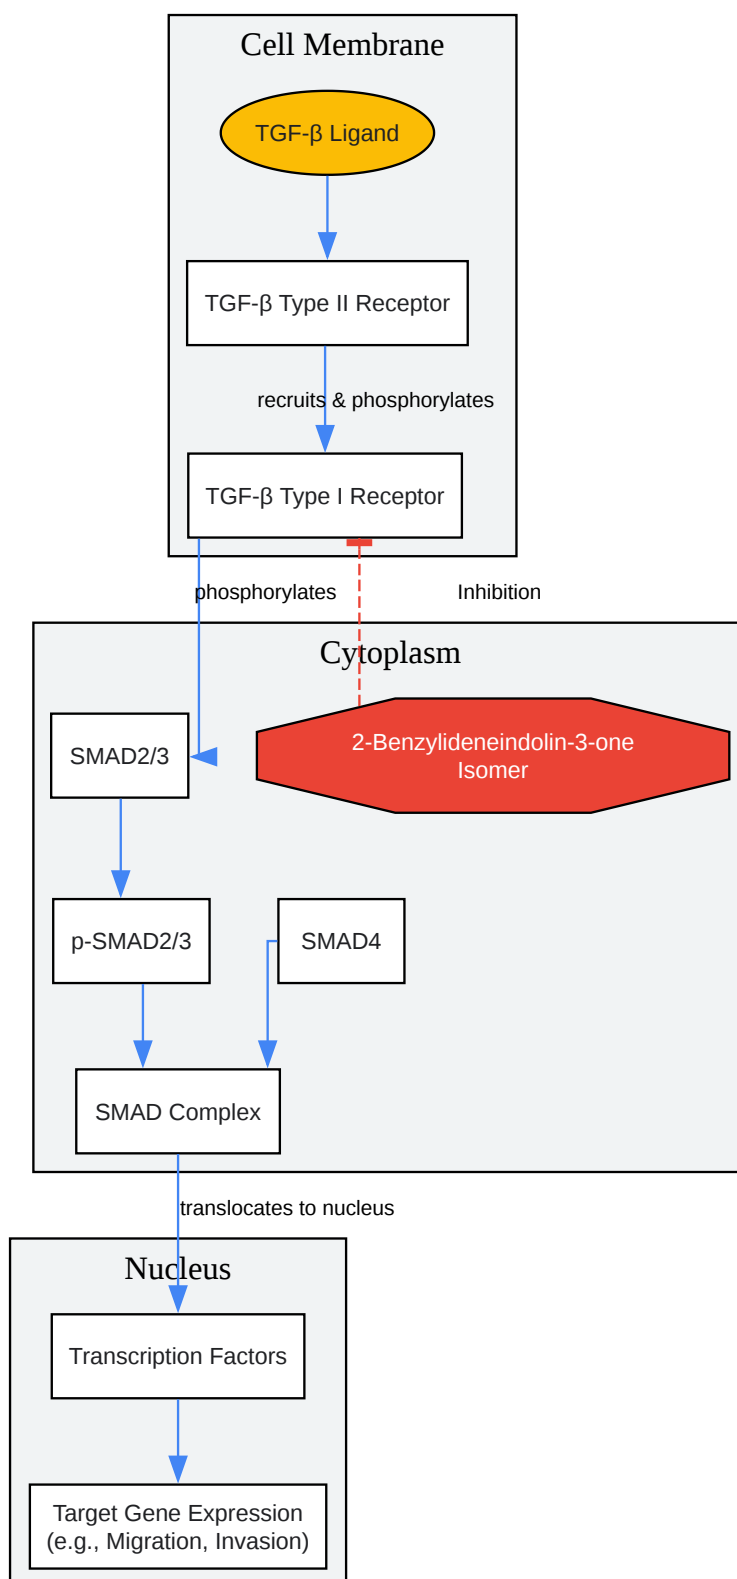 Cell Membrane
TGF-β Ligand
TGF-β Type II Receptor
recruits & phosphorylates
TGF-β Type I Receptor
phosphorylates
Inhibition
Cytoplasm
SMAD2/3
2-Benzylideneindolin-3-one
Isomer
p-SMAD2/3
SMAD4
SMAD Complex
translocates to nucleus
Nucleus
Transcription Factors
Target Gene Expression
(e.g., Migration, Invasion)